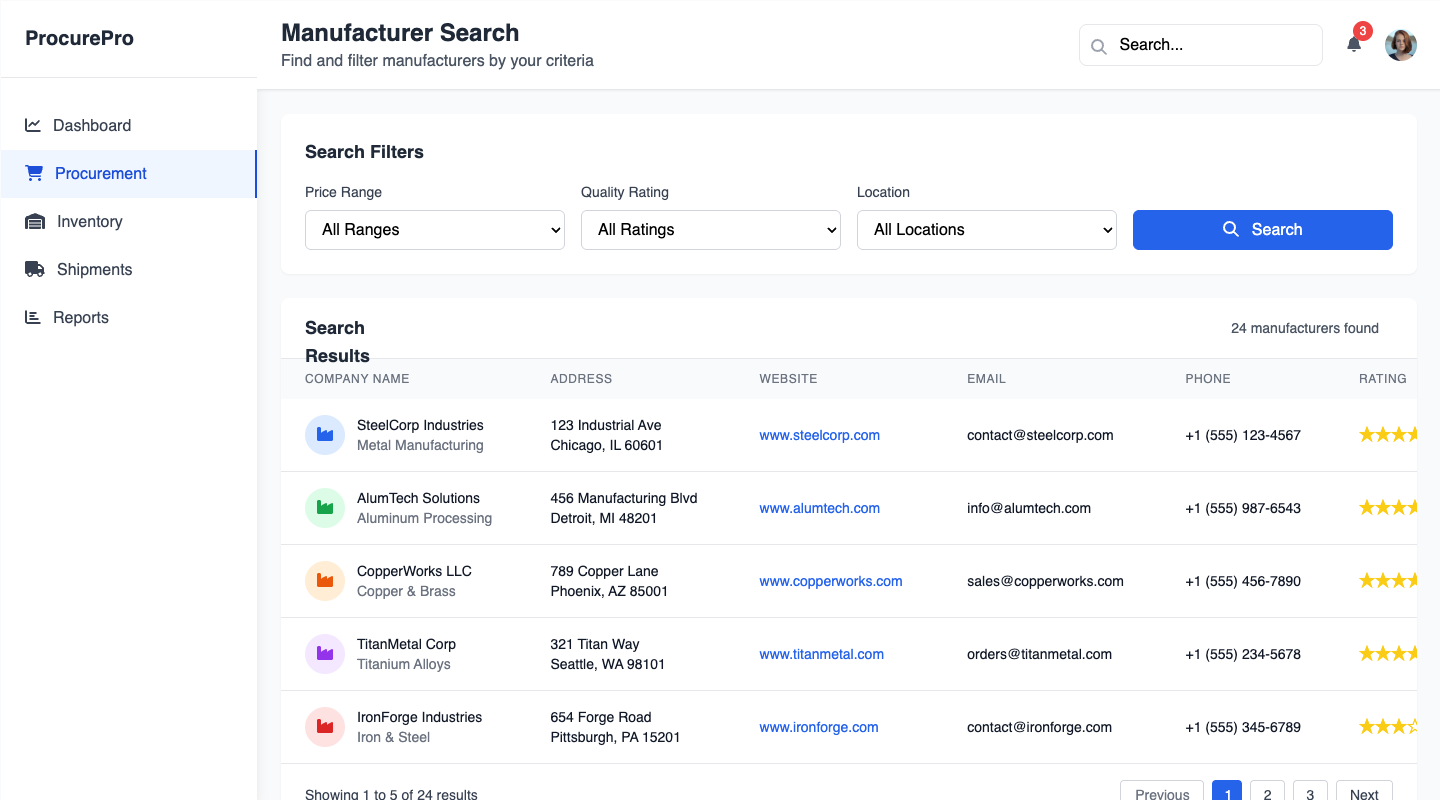 ProcurePro
Manufacturer Search
Find and filter manufacturers by your criteria
Search...
3
Dashboard
Procurement
Inventory
Shipments
Reports
Search Filters
Price Range
Quality Rating
Location
All Ranges
All Ratings
All Locations
Search
Search
Results
24 manufacturers found
COMPANY NAME ADDRESS WEBSITE EMAIL PHONE RATING
SteelCorp Industries
Metal Manufacturing
123 Industrial Ave
Chicago, IL 60601
www.steelcorp.com
contact@steelcorp.com
+1 (555) 123-4567
AlumTech Solutions
Aluminum Processing
456 Manufacturing Blvd
Detroit, MI 48201
www.alumtech.com
info@alumtech.com
+1 (555) 987-6543
CopperWorks LLC
Copper & Brass
789 Copper Lane
Phoenix, AZ 85001
www.copperworks.com
sales@copperworks.com
+1 (555) 456-7890
TitanMetal Corp
Titanium Alloys
321 Titan Way
Seattle, WA 98101
www.titanmetal.com
orders@titanmetal.com
+1 (555) 234-5678
IronForge Industries
Iron & Steel
654 Forge Road
Pittsburgh, PA 15201
www.ironforge.com
contact@ironforge.com
+1 (555) 345-6789
Showing 1 to 5 of 24 results
Previous 1 2 3 Next